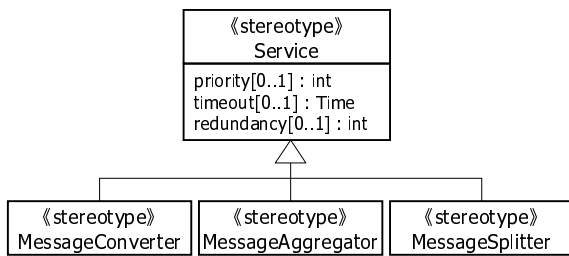 《stereotype》
Service
priority[0..1] : int
timeout[0..1] : Time
redundancy[0..1] : int
《stereotype》
MessageConverter
《stereotype》
MessageAggregator
《stereotype》
MessageSplitter